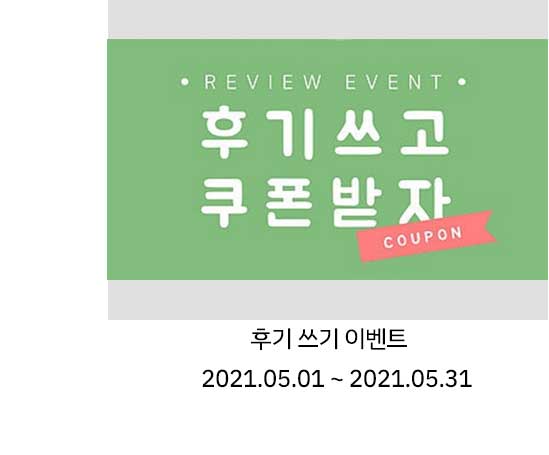 • REVIEW EVENT •
후기쓰고
쿠폰받자
COUPON
후기 쓰기 이벤트
2021.05.01 ~ 2021.05.31